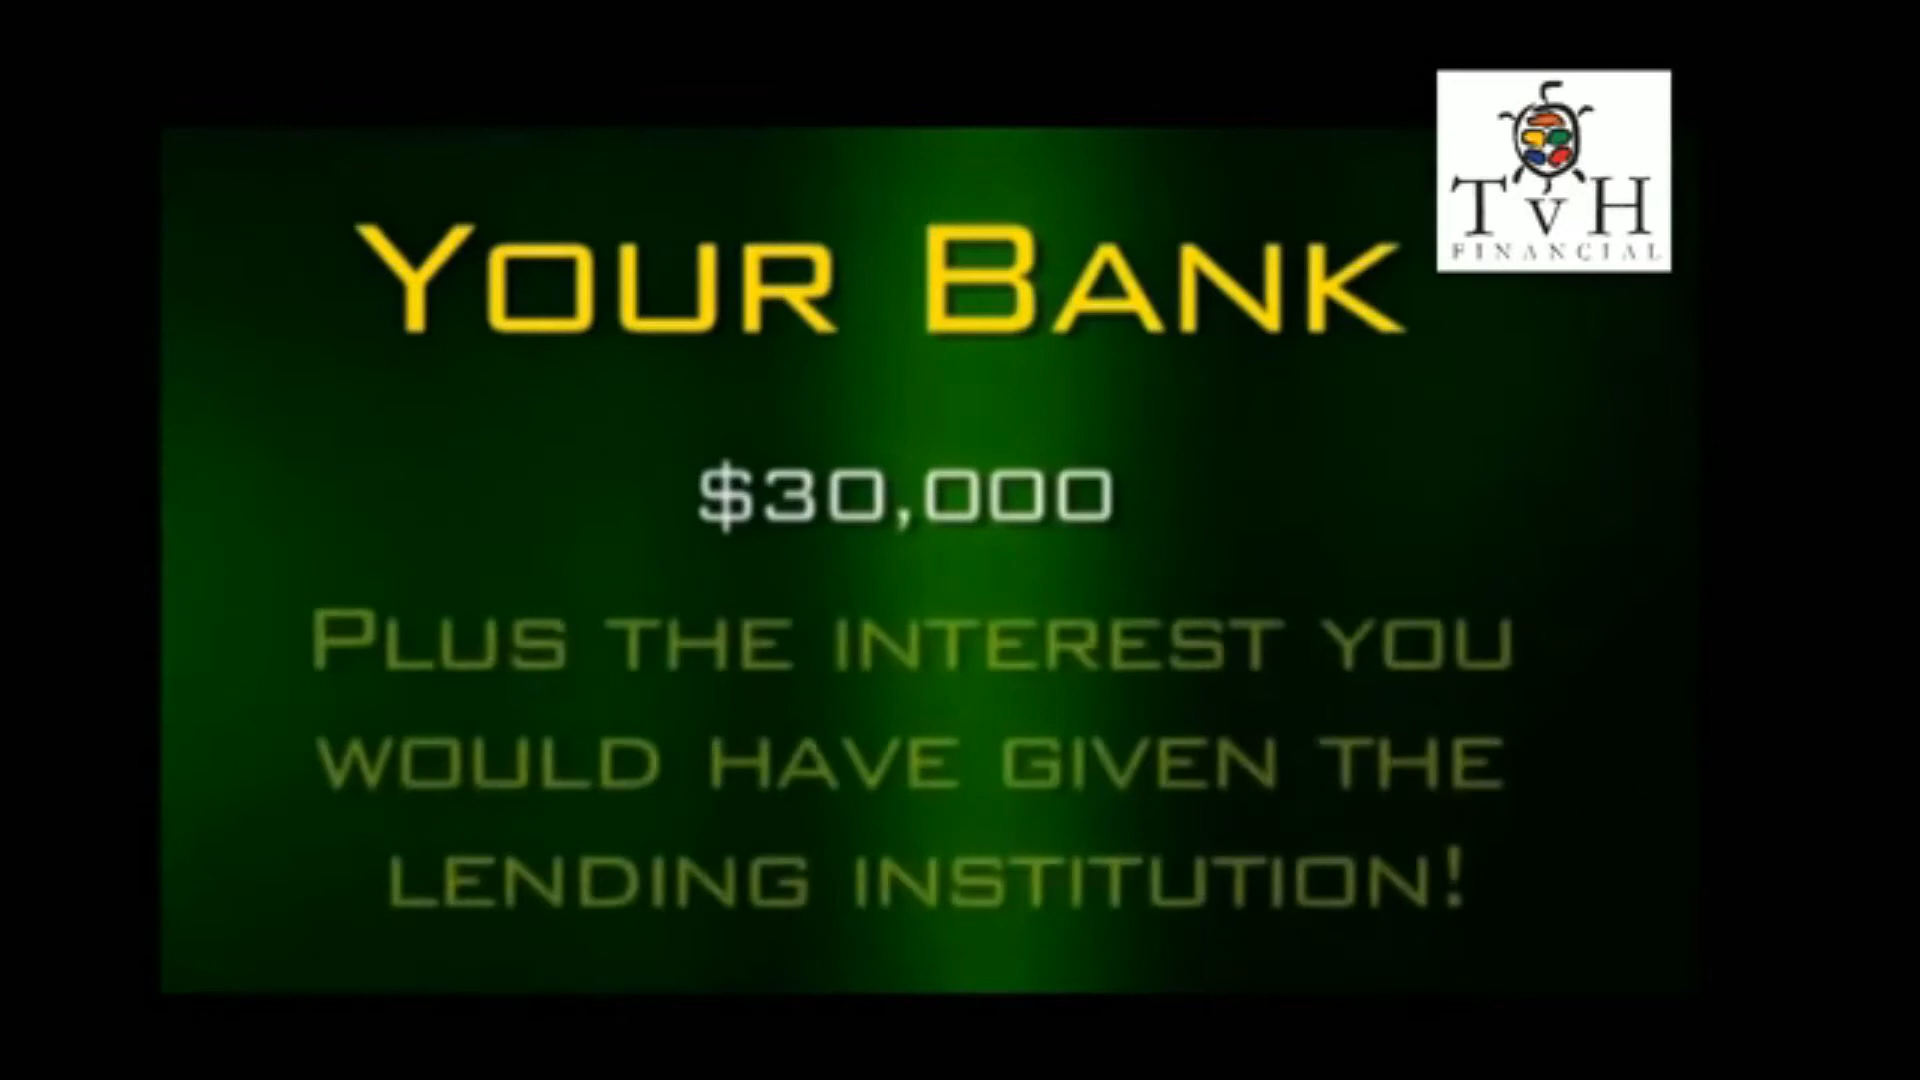 YOUR BANK
$30,000
PLUS THE INTEREST YOU
WOULD HAVE GIVEN THE
LENDING INSTITUTION!
TVH
FINANCIAL